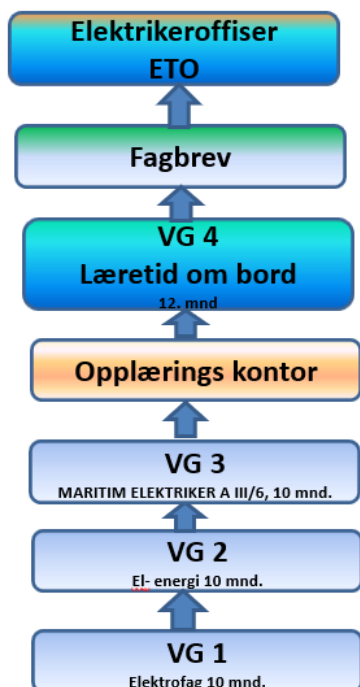 Elektrikeroffiser
ETO
Fagbrev
VG 4
Læretid om bord
12. mnd
Opplærings kontor
VG 3
MARITIM ELEKTRIKER A III/6, 10 mnd.
VG 2
El- energi 10 mnd.
VG 1
Elektrofag 10 mnd.